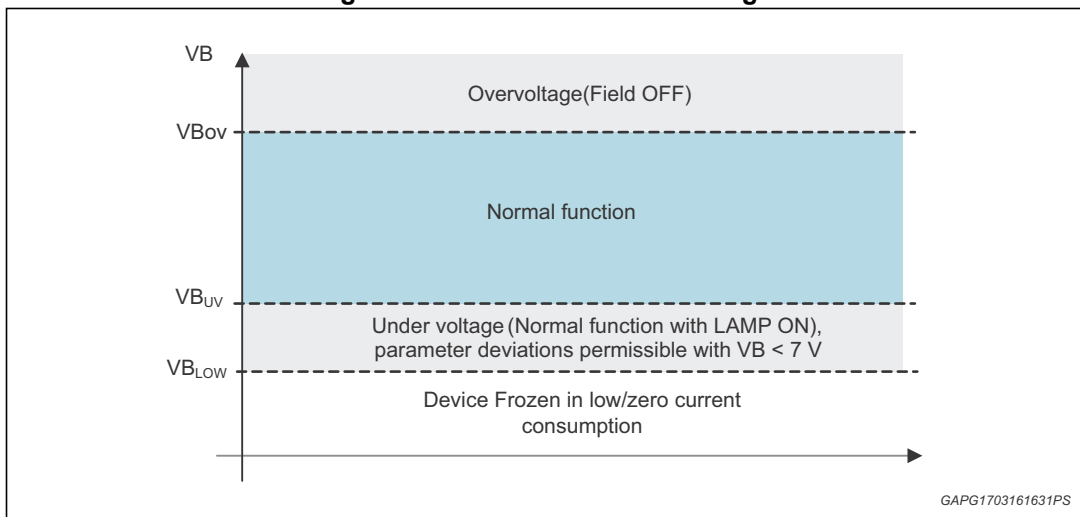 VB
Overvoltage(Field OFF)
VBov
Normal function
VBUV
Under voltage (Normal function with LAMP ON),
parameter deviations permissible with VB < 7 V
VBLOW
Device Frozen in low/zero current
consumption
GAPG1703161631PS